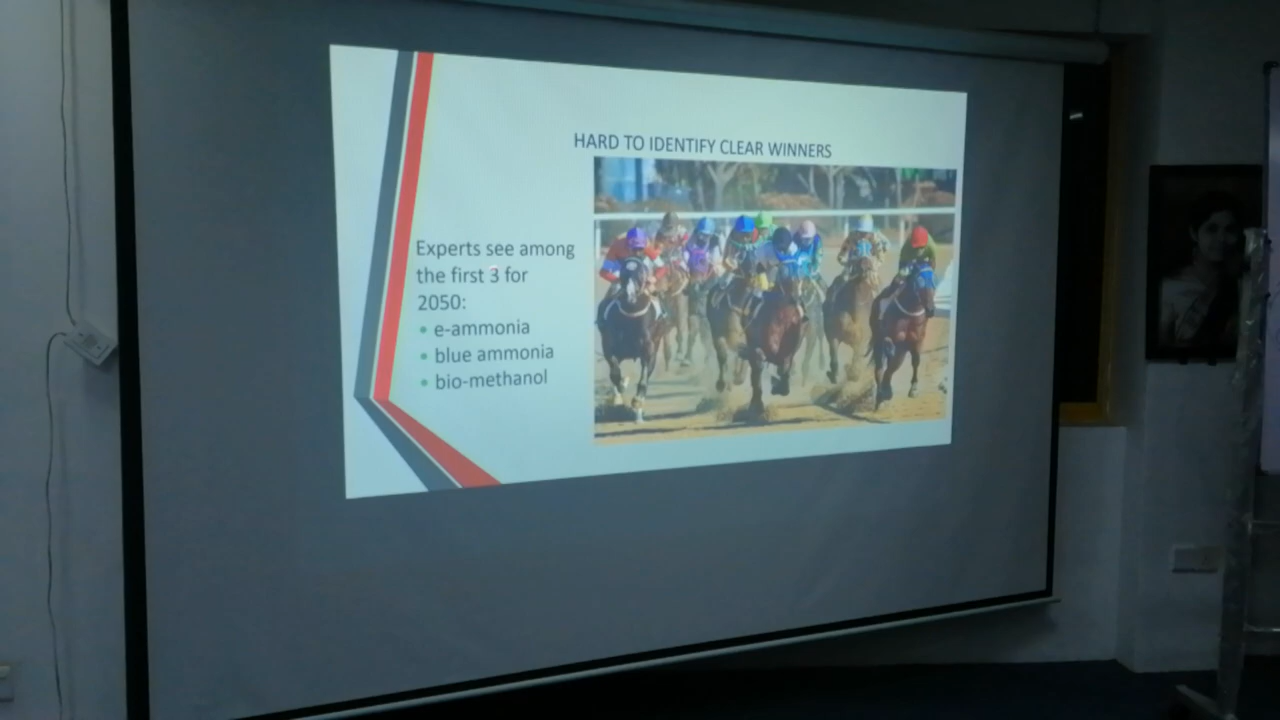 HARD TO IDENTIFY CLEAR WINNERS
Experts see among
the first 3 for
2050:
• e-ammonia
• blue ammonia
• bio-methanol